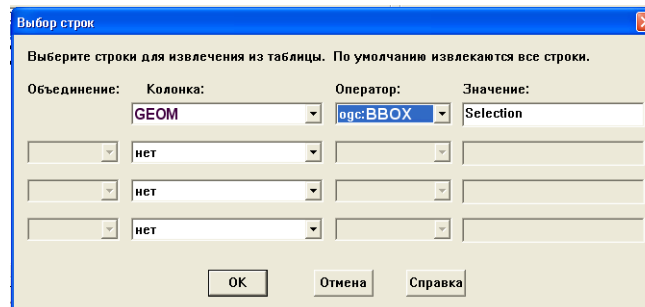 Выбор строк
Выберите строки для извлечения из таблицы. По умолчанию извлекаются все строки.
Объединение: Колонка: Оператор: Значение:
GEOM ogc:BBOX Selection
нет
нет
нет
OK Отмена Справка